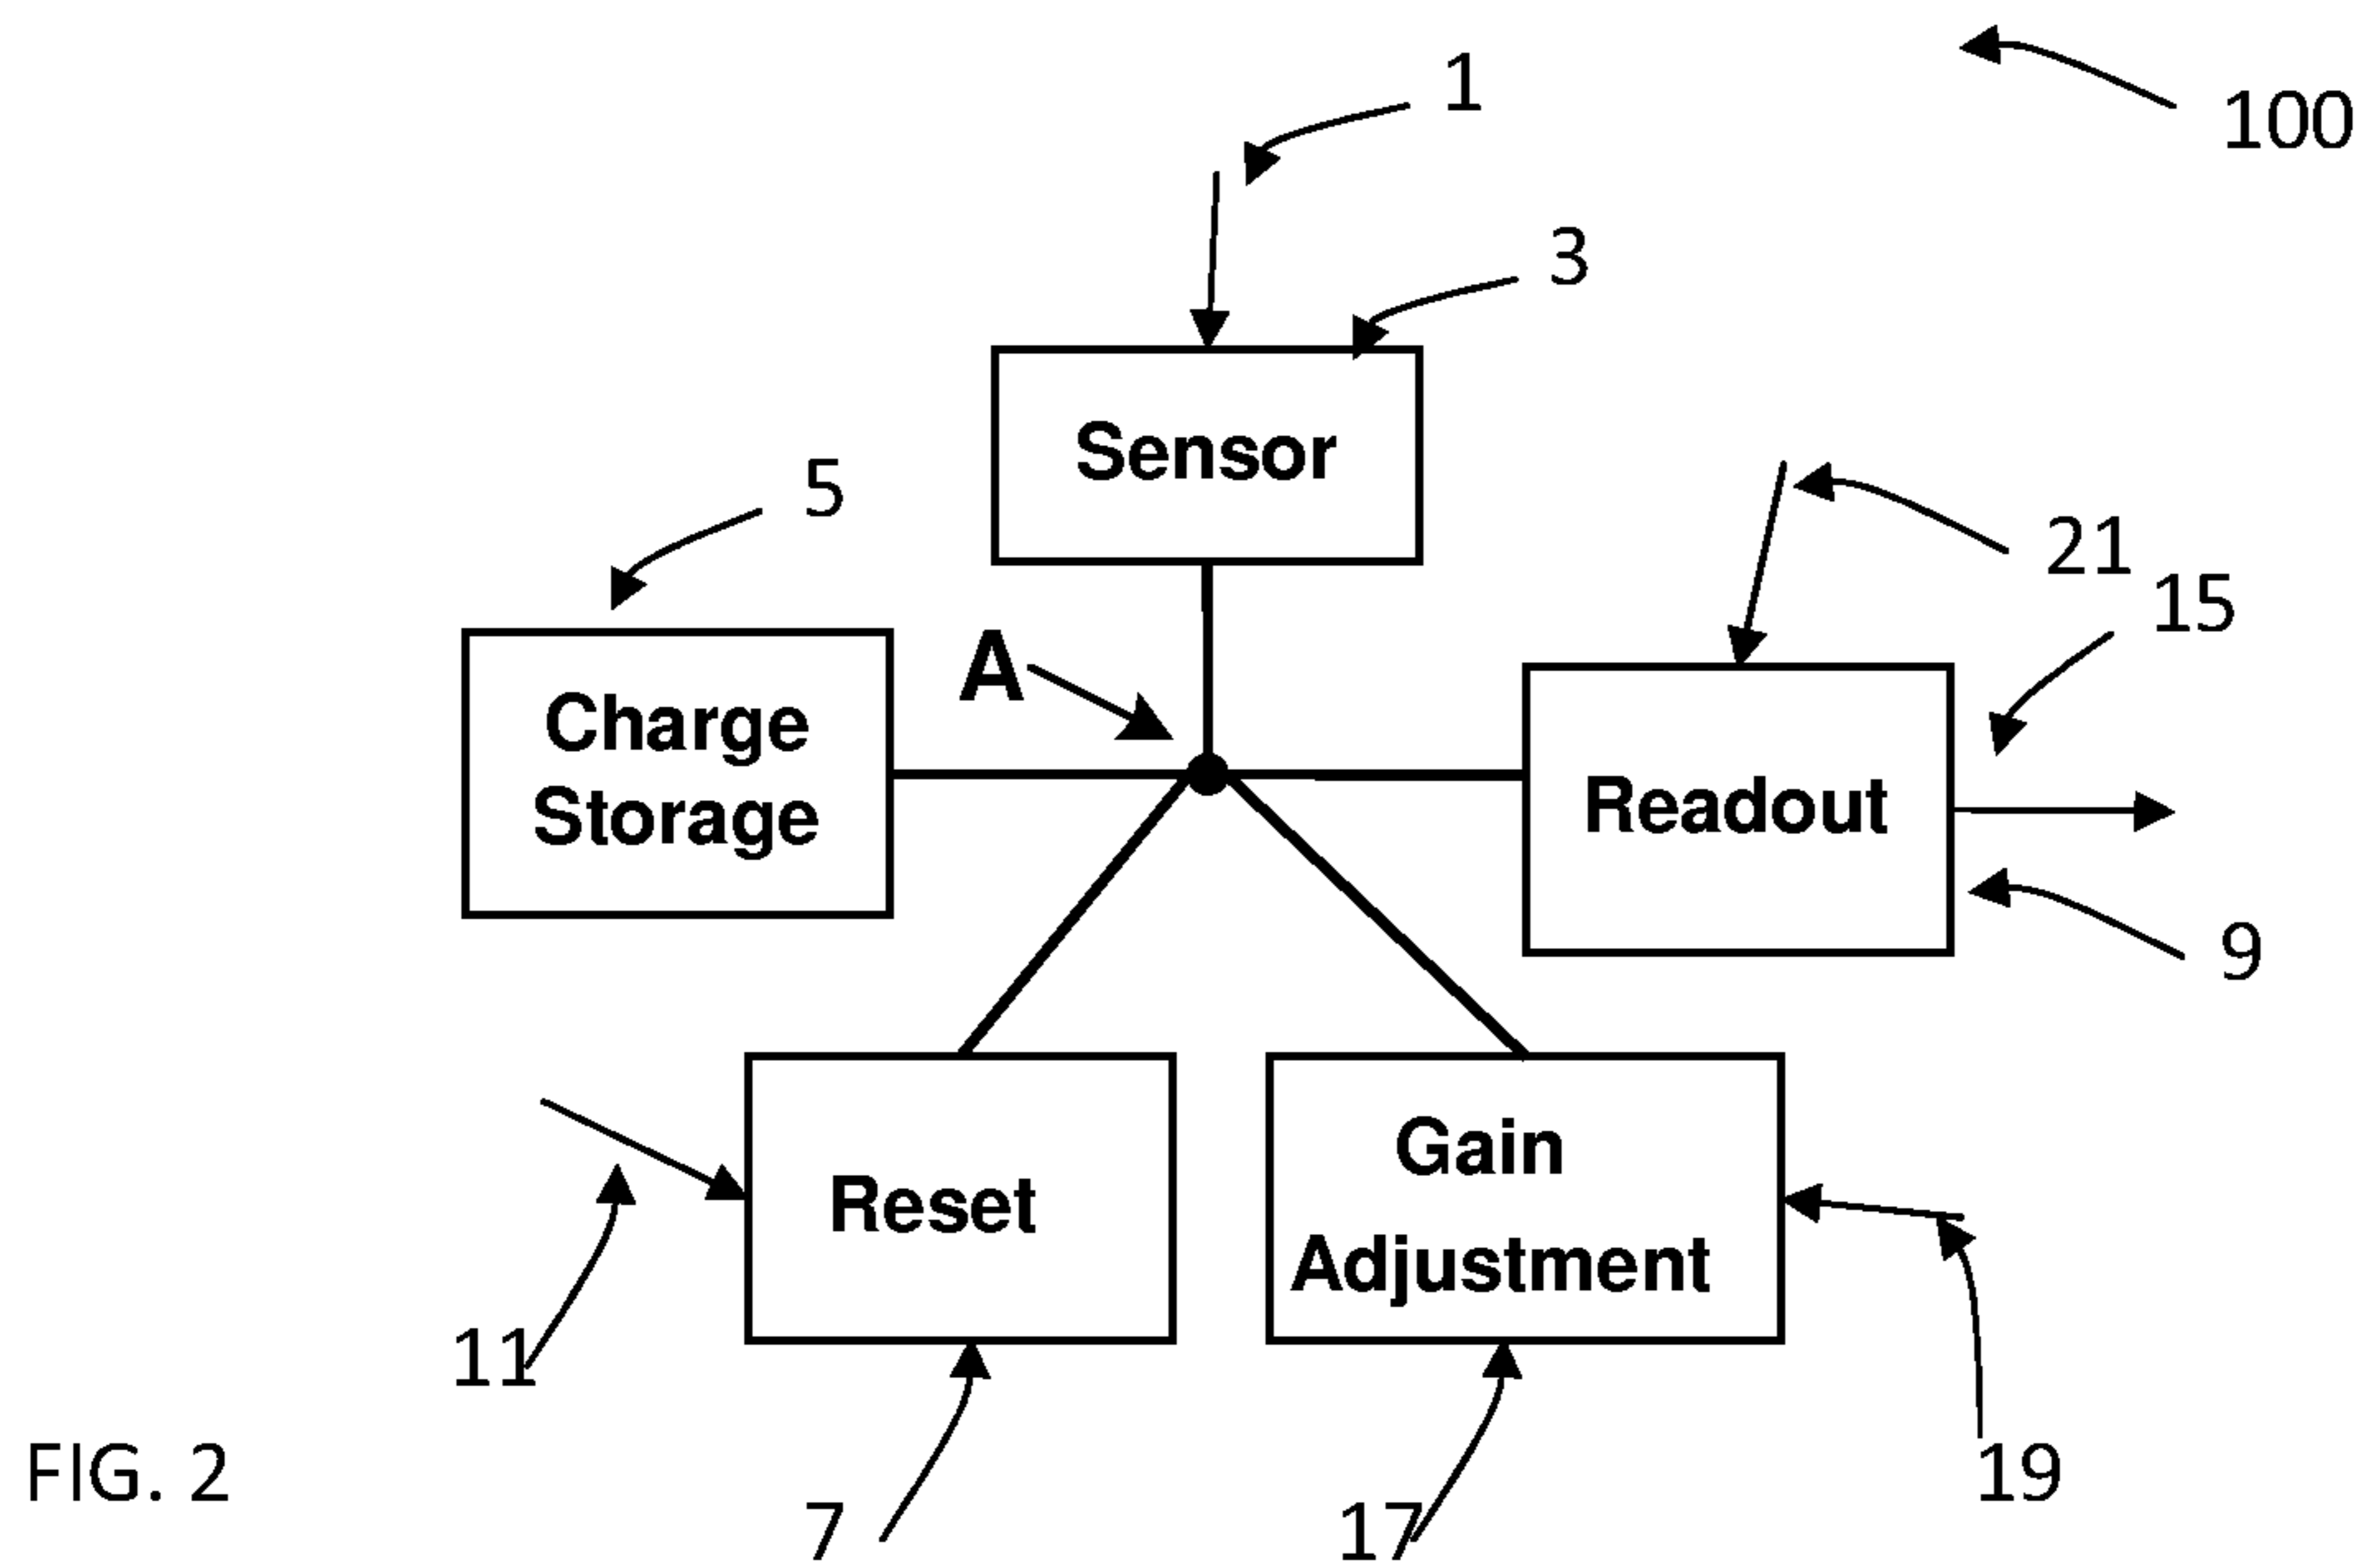 1
100
3
Sensor
5
21
15
A
Charge
Storage
Readout
9
Gain
Reset
Adjustment
11
19
FIG. 2
7
17